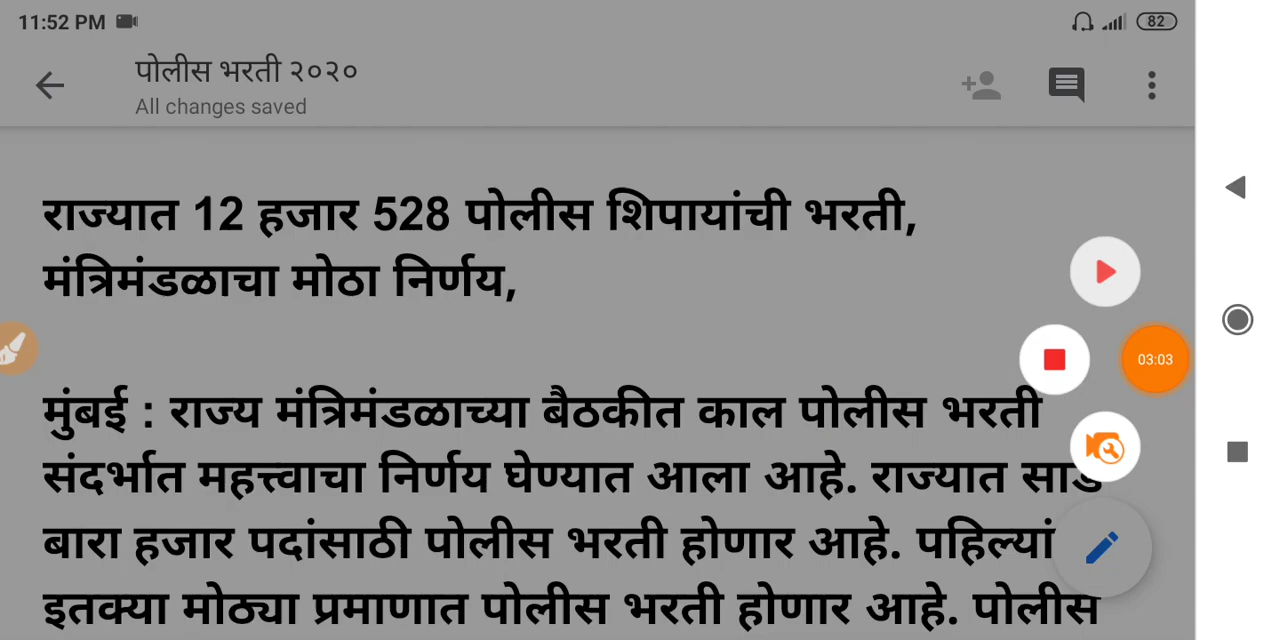 11:52 PM
82
पोलीस भरती २०२०
All changes saved
राज्यात 12 हजार 528 पोलीस शिपायांची भरती,
मंत्रिमंडळाचा मोठा निर्णय,
03:03
मुंबई : राज्य मंत्रिमंडळाच्या बैठकीत काल पोलीस भरती
संदर्भात महत्त्वाचा निर्णय घेण्यात आला आहे. राज्यात
बारा हजार पदांसाठी पोलीस भरती होणार आहे.
इतक्या मोठ्या प्रमाणात पोलीस भरती होणार आहे. पोलीस